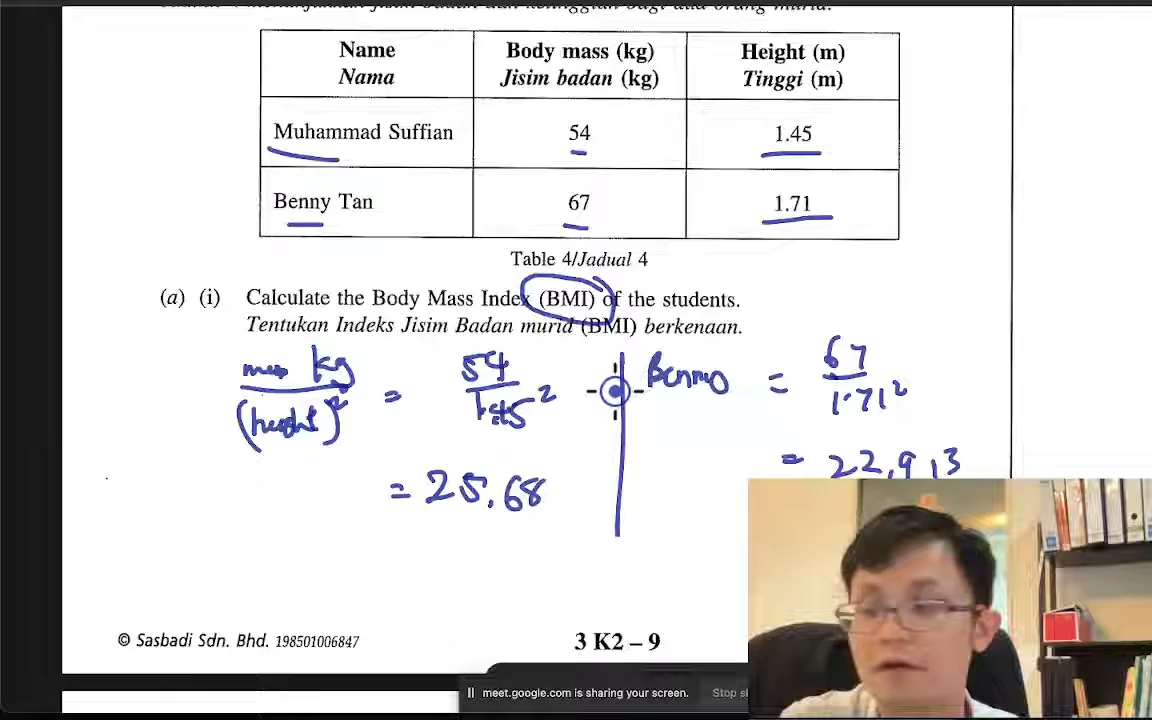 Name
Nama
Body mass (kg)
Jisim badan (kg)
Height (m)
Tinggi (m)
Muhammad Suffian
54
1.45
Benny Tan
67
1.71
Table 4/Jadual 4
(a) (i) Calculate the Body Mass Index (BMI) of the students.
Tentukan Indeks Jisim Badan murid (BMI) berkenaan.
mass kg
(height)²
= 54
1.45²
= 25.68
Benny = 67
1.71²
= 22.913
© Sasbadi Sdn. Bhd. 198501006847
3 K2 – 9
meet.google.com is sharing your screen.
Stop